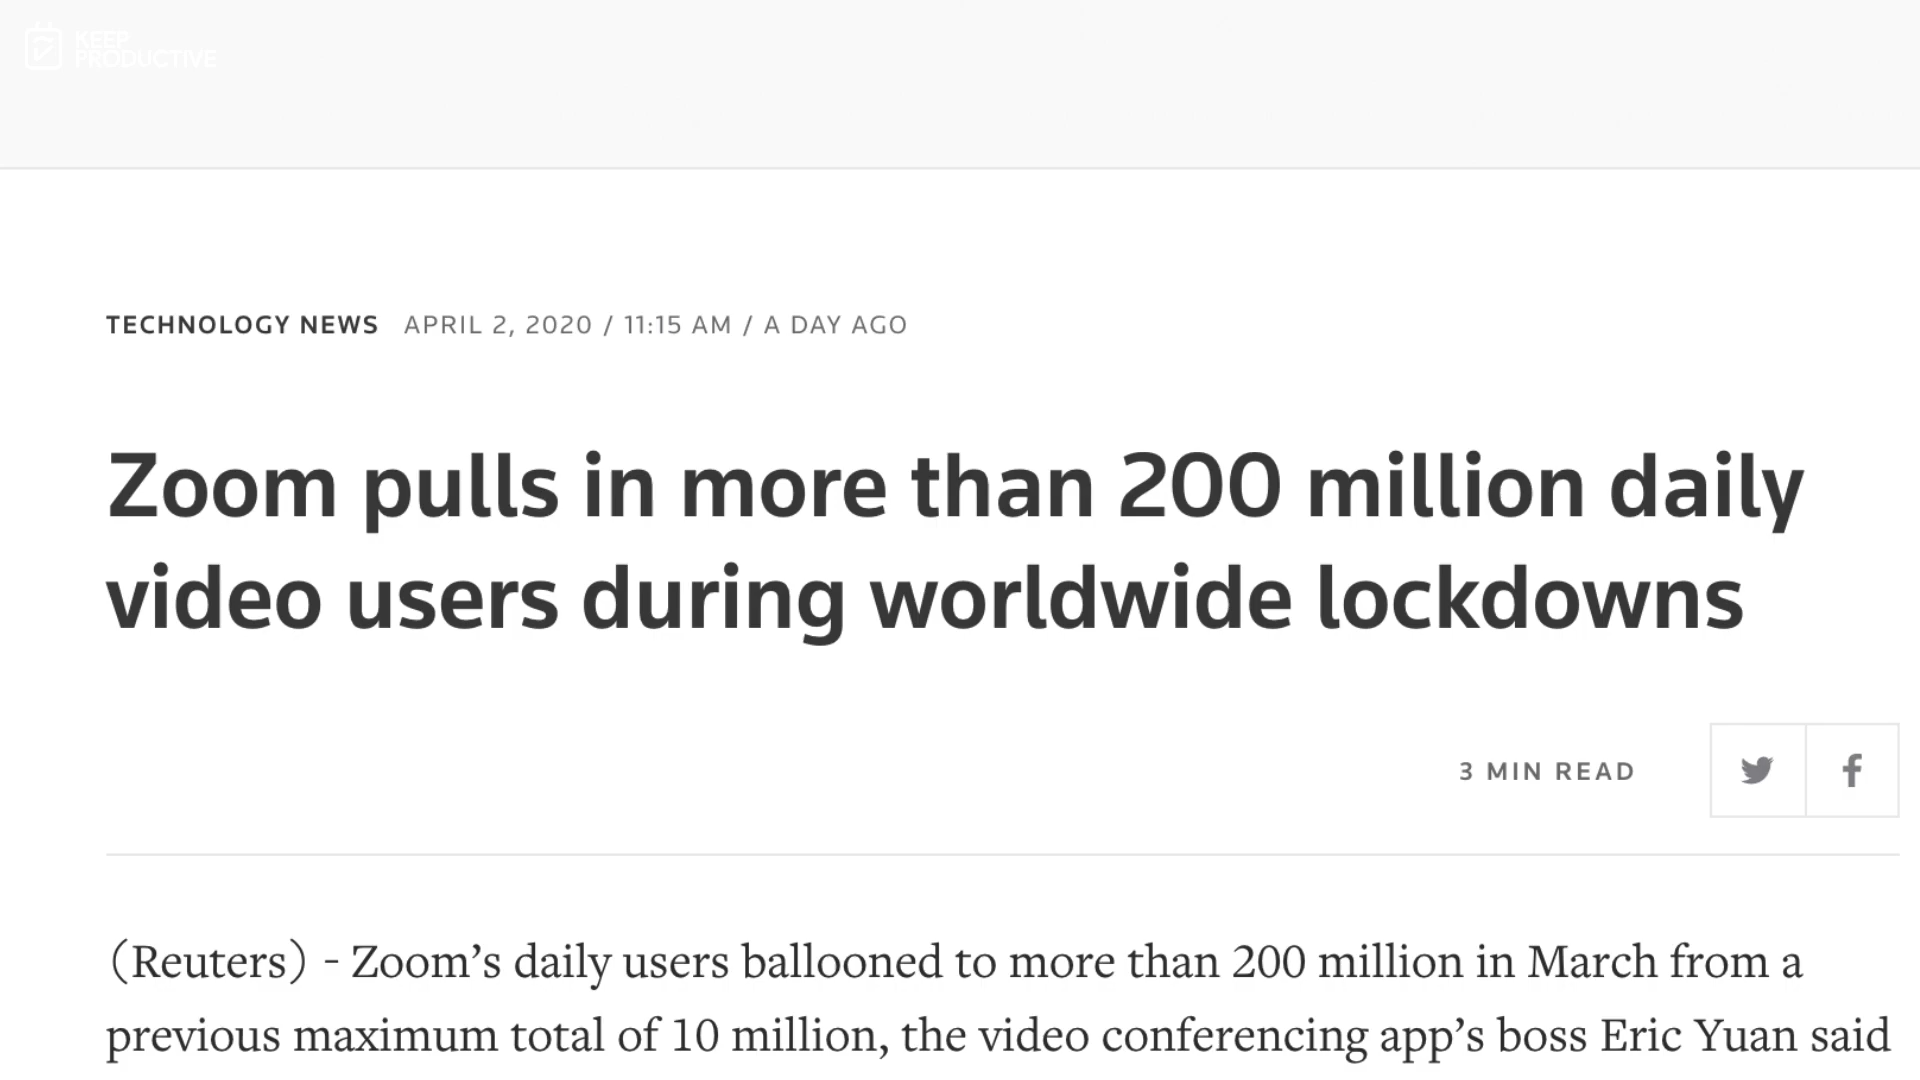 KEEP
PRODUCTIVE
TECHNOLOGY NEWS APRIL 2, 2020 / 11:15 AM / A DAY AGO
Zoom pulls in more than 200 million daily
video users during worldwide lockdowns
3 MIN READ
(Reuters) - Zoom’s daily users ballooned to more than 200 million in March from a
previous maximum total of 10 million, the video conferencing app’s boss Eric Yuan said